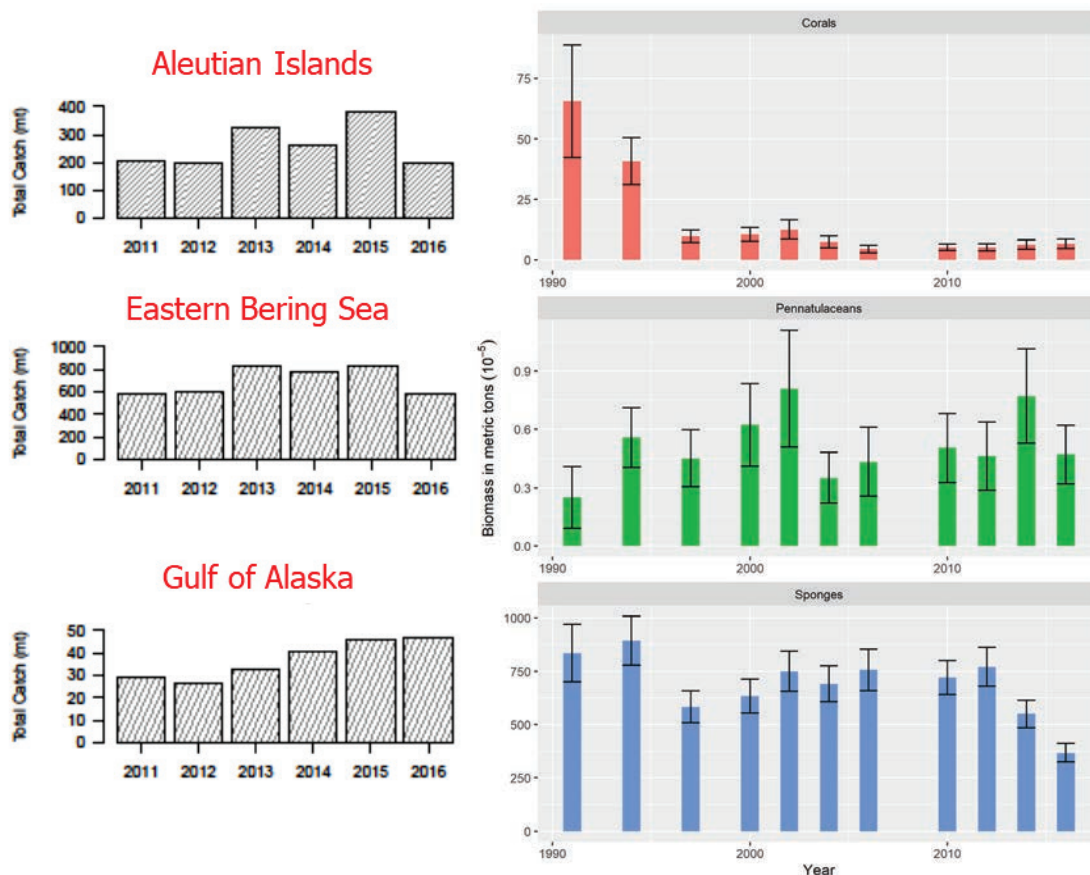 Aleutian Islands
Total Catch (mt)
400
300
200
100
0
2011 2012 2013 2014 2015 2016
Eastern Bering Sea
Total Catch (mt)
1000
800
600
400
200
0
2011 2012 2013 2014 2015 2016
Gulf of Alaska
Total Catch (mt)
50
40
30
20
10
0
2011 2012 2013 2014 2015 2016
Corals
75
50
25
0
1990 2000 2010
Pennatulaceans
Biomass in metric tons (10⁻⁵)
0.9
0.6
0.3
0.0
1990 2000 2010
Sponges
1000
750
500
250
0
1990 2000 2010
Year